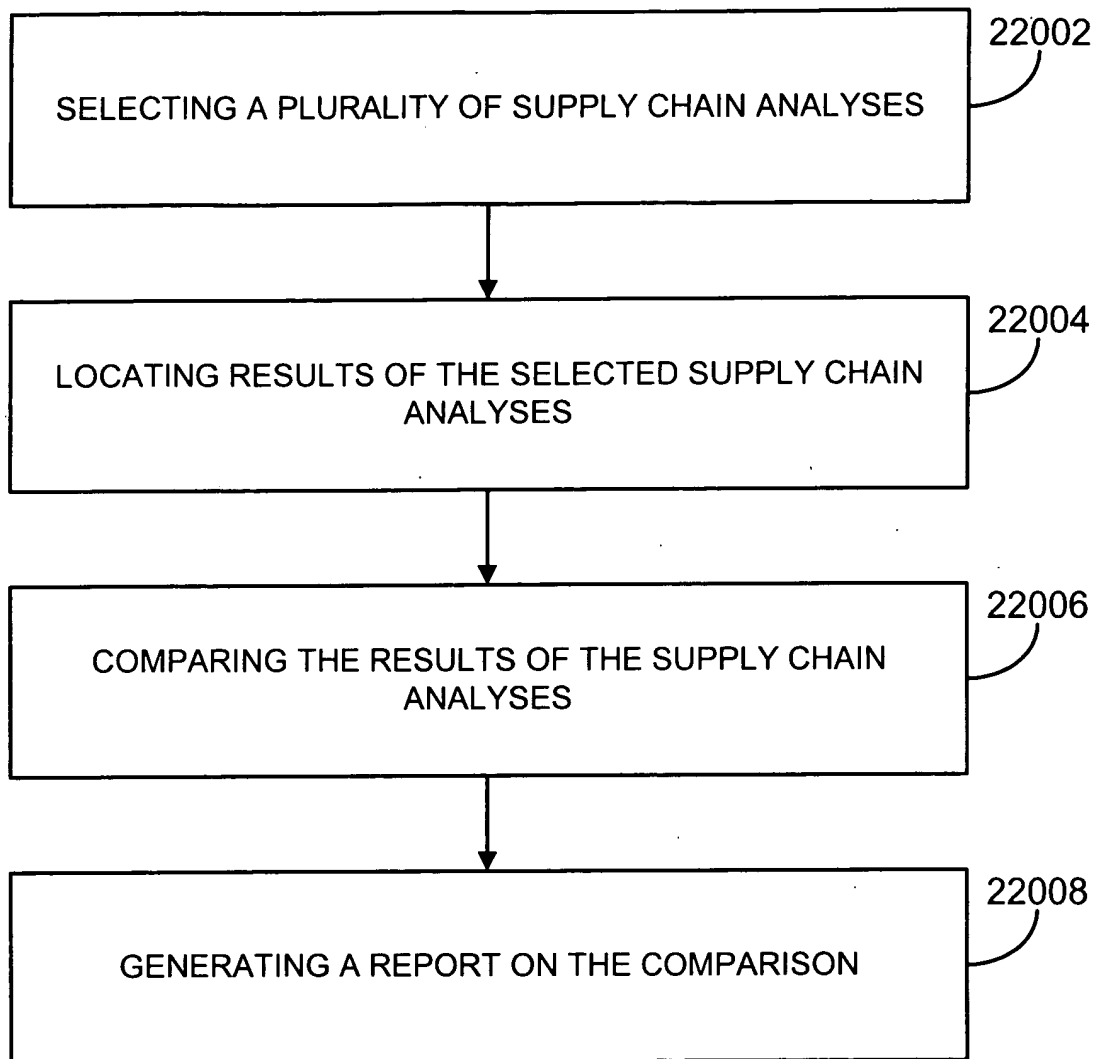 22002
SELECTING A PLURALITY OF SUPPLY CHAIN ANALYSES
22004
LOCATING RESULTS OF THE SELECTED SUPPLY CHAIN
ANALYSES
22006
COMPARING THE RESULTS OF THE SUPPLY CHAIN
ANALYSES
22008
GENERATING A REPORT ON THE COMPARISON